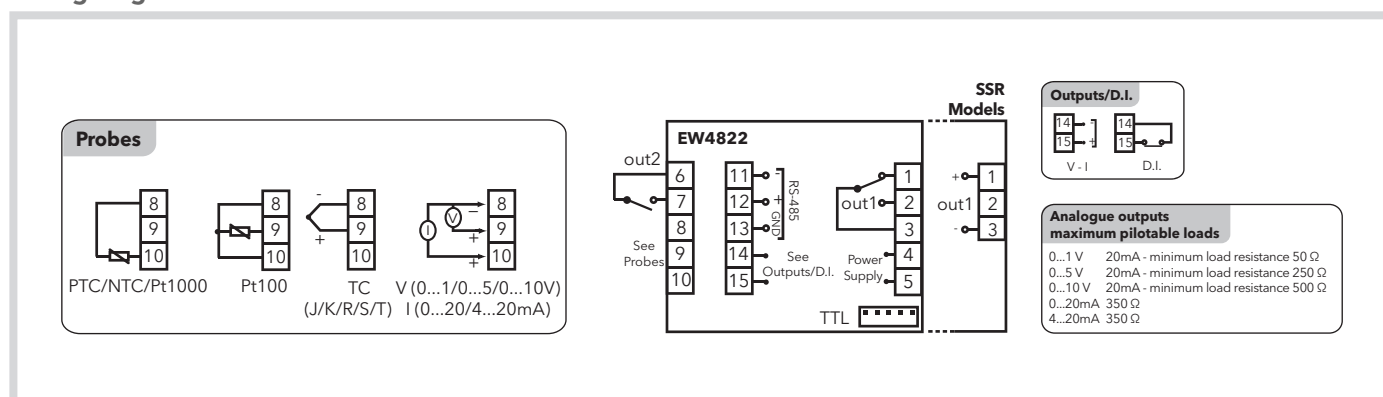 Probes
8
9
10
PTC/NTC/Pt1000
8
9
10
Pt100
-
+
8
9
10
TC
(J/K/R/S/T)
I
V
–
+
+
8
9
10
V (0...1/0...5/0...10V)
I (0...20/4...20mA)
EW4822
out2
6
7
8
9
10
See
Probes
11
12
13
14
15
-
+
GND
RS-485
See
Outputs/D.I.
out1
1
2
3
4
5
Power
Supply
TTL
SSR
Models
+
out1
-
1
2
3
Outputs/D.I.
14
15
-
+
V - I
14
15
D.I.
Analogue outputs
maximum pilotable loads
0...1 V 20mA - minimum load resistance 50 Ω
0...5 V 20mA - minimum load resistance 250 Ω
0...10 V 20mA - minimum load resistance 500 Ω
0...20mA 350 Ω
4...20mA 350 Ω